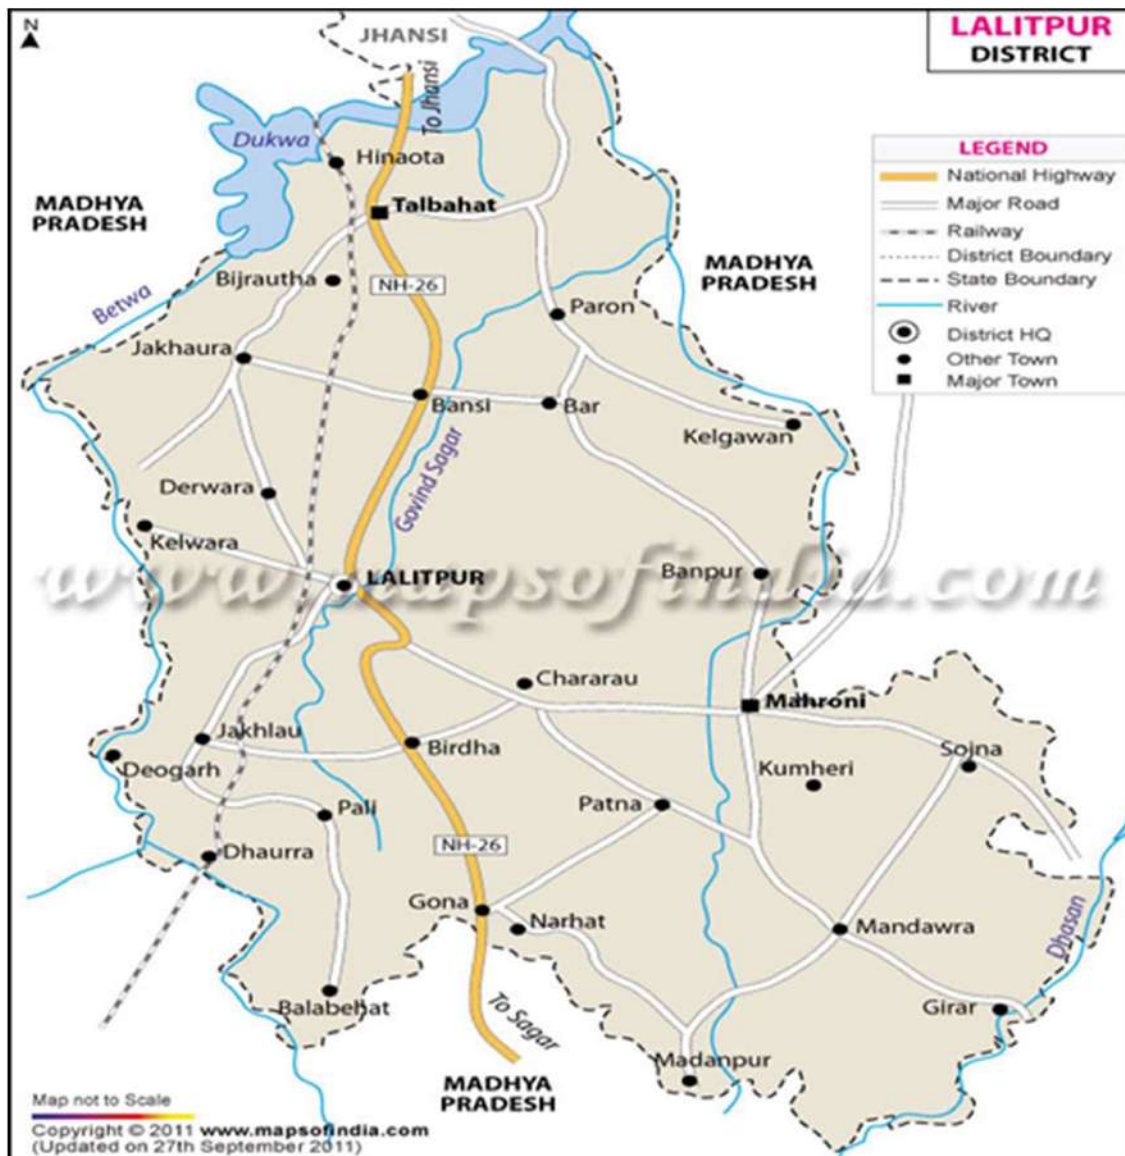 N
JHANSI
LALITPUR
DISTRICT
To Jhansi
Dukwa
Hinaota
LEGEND
National Highway
Major Road
Railway
District Boundary
State Boundary
River
District HQ
Other Town
Major Town
MADHYA
PRADESH
Talbahat
MADHYA
PRADESH
Bijrautha
NH-26
Betwa
Paron
Jakhaura
Bansi
Bar
Kelgawan
Govind Sagar
Derwara
Kelwara
LALITPUR
Banpur
www.mapsofindia.com
Chararau
Mahroni
Jakhlau
Birdha
Deogarh
Kumheri
Sojna
Pali
Patna
NH-26
Dhaurra
Gona
Narhat
Mandawra
Dhasan
Balabehat
To Sagar
Girar
Madanpur
MADHYA
PRADESH
Map not to Scale
Copyright © 2011 www.mapsofindia.com
(Updated on 27th September 2011)